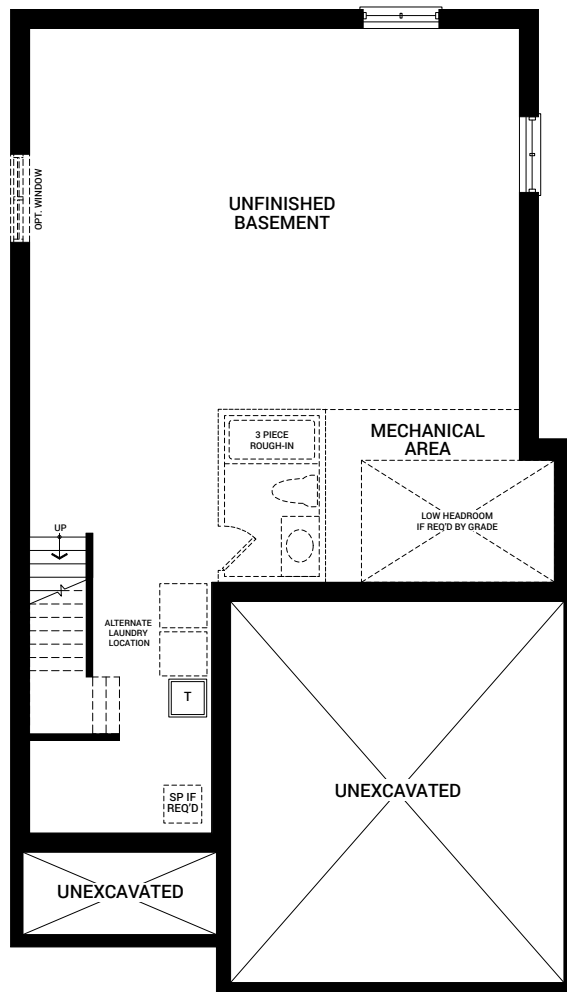 OPT. WINDOW
UNFINISHED
BASEMENT
3 PIECE
ROUGH-IN
MECHANICAL
AREA
LOW HEADROOM
IF REQ'D BY GRADE
UP
ALTERNATE
LAUNDRY
LOCATION
T
SP IF
REQ'D
UNEXCAVATED
UNEXCAVATED